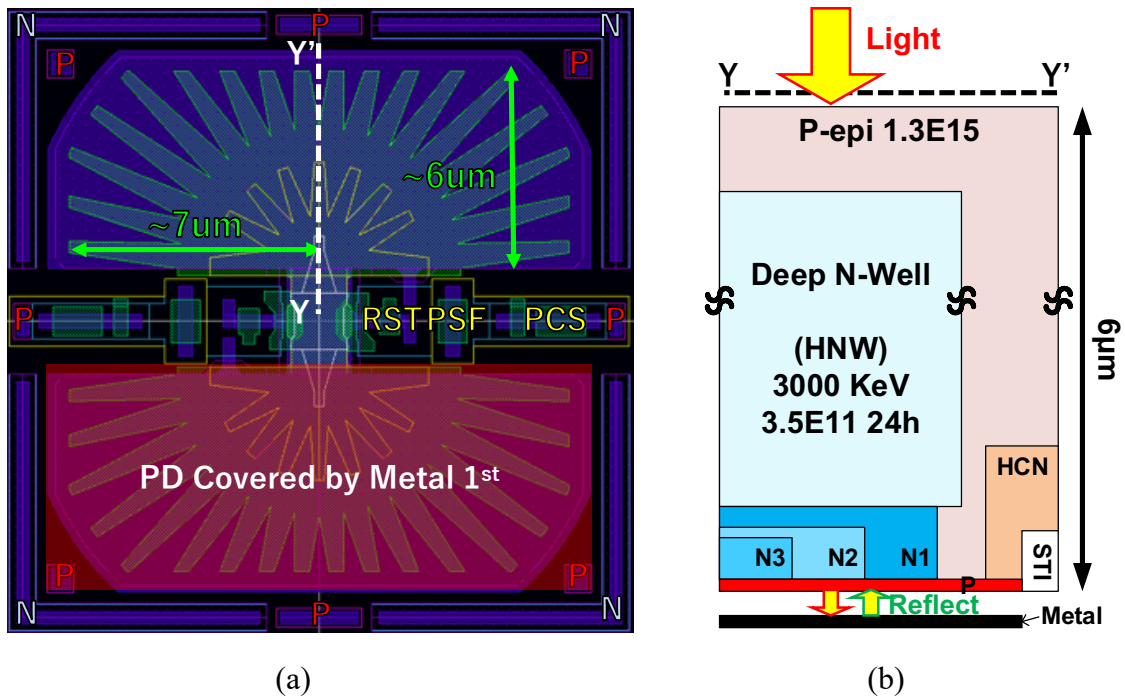 N
P
N
Y'
P
P
~6um
~7um
Y
P
RST
PSF
PCS
P
PD Covered by Metal 1st
P
P
N
P
N
(a)
Light
Y
Y'
P-epi 1.3E15
Deep N-Well
(HNW)
3000 KeV
3.5E11 24h
6μm
HCN
N3
N2
N1
STI
P
Reflect
Metal
(b)